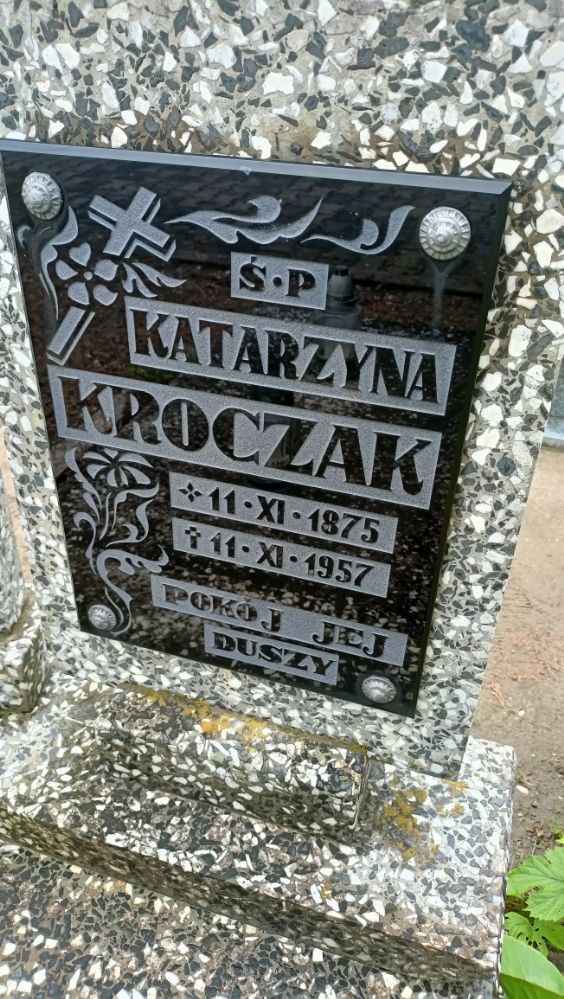 Ś·P
KATARZYNA
KROCZAK
✢ 11·XI·1875
✝ 11·XI·1957
POKÓJ JEJ
DUSZY